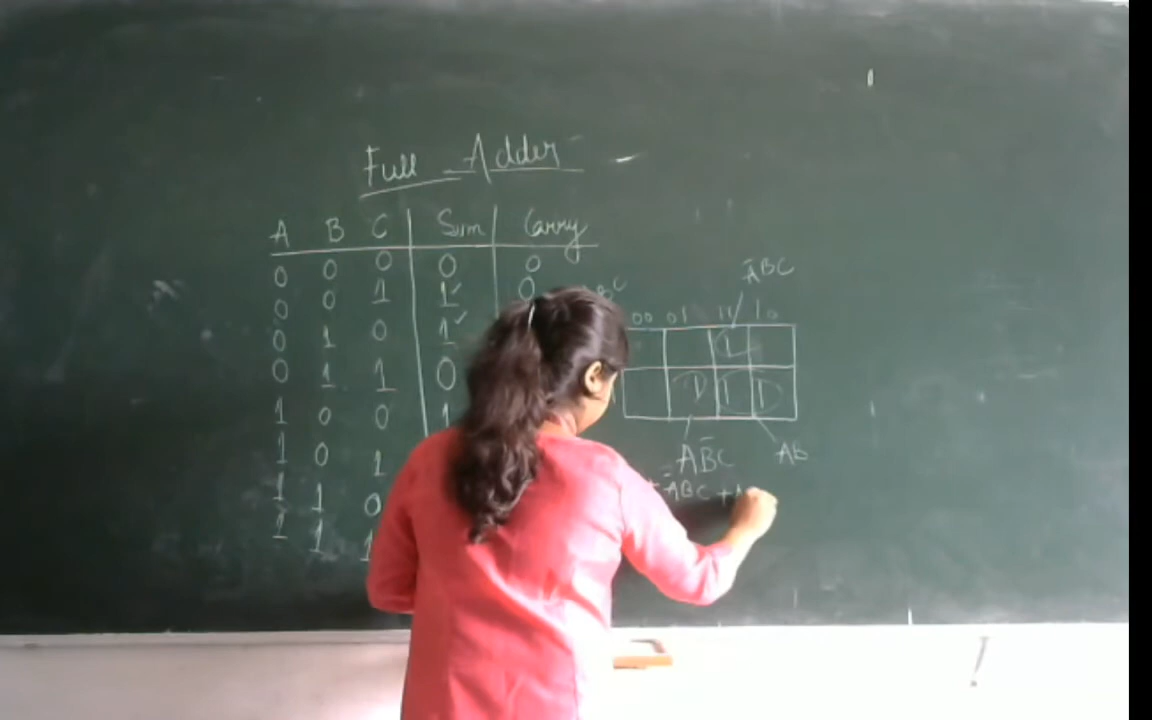 Full Adder
A B C Sum Carry
0 0 0 0 0
0 0 1 1✓ 0
0 1 0 1✓
0 1 1 0
1 0 0 1
1 0 1
1 1 0
1 1 1
ĀBC
00 01 11 10
1
1 1 1
AB̄C
AB
ĀBC +